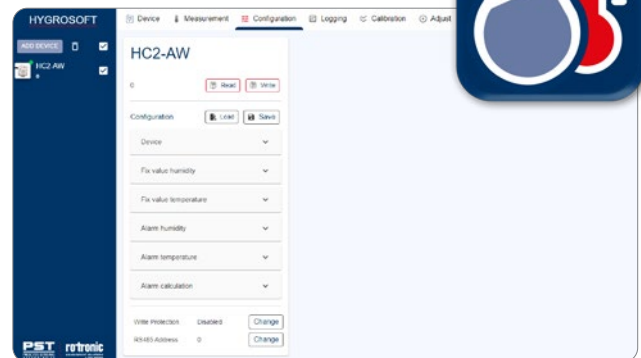 HYGROSOFT
Device Measurement Configuration Logging Calibration Adjust
ADD DEVICE
HC2-AW
0
HC2-AW
0 Read Write
Configuration Load Save
Device
Fix value humidity
Fix value temperature
Alarm humidity
Alarm temperature
Alarm calculation
Write Protection Disabled Change
RS485 Address 0 Change
PST rotronic